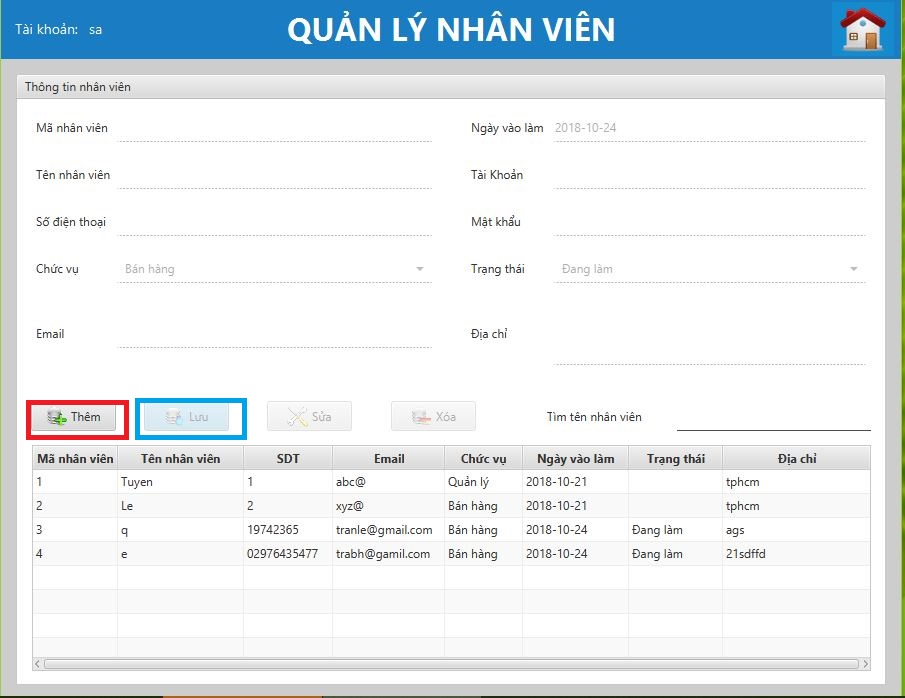 Tài khoản: sa
QUẢN LÝ NHÂN VIÊN
Thông tin nhân viên
Mã nhân viên
Ngày vào làm 2018-10-24
Tên nhân viên
Tài Khoản
Số điện thoại
Mật khẩu
Chức vụ Bán hàng
Trạng thái Đang làm
Email
Địa chỉ
Thêm Lưu Sửa Xóa Tìm tên nhân viên
Mã nhân viên Tên nhân viên SDT Email Chức vụ Ngày vào làm Trạng thái Địa chỉ
1 Tuyen 1 abc@ Quản lý 2018-10-21 tphcm
2 Le 2 xyz@ Bán hàng 2018-10-21 tphcm
3 q 19742365 tranle@gmail.com Bán hàng 2018-10-24 Đang làm ags
4 e 02976435477 trabh@gamil.com Bán hàng 2018-10-24 Đang làm 21sdffd